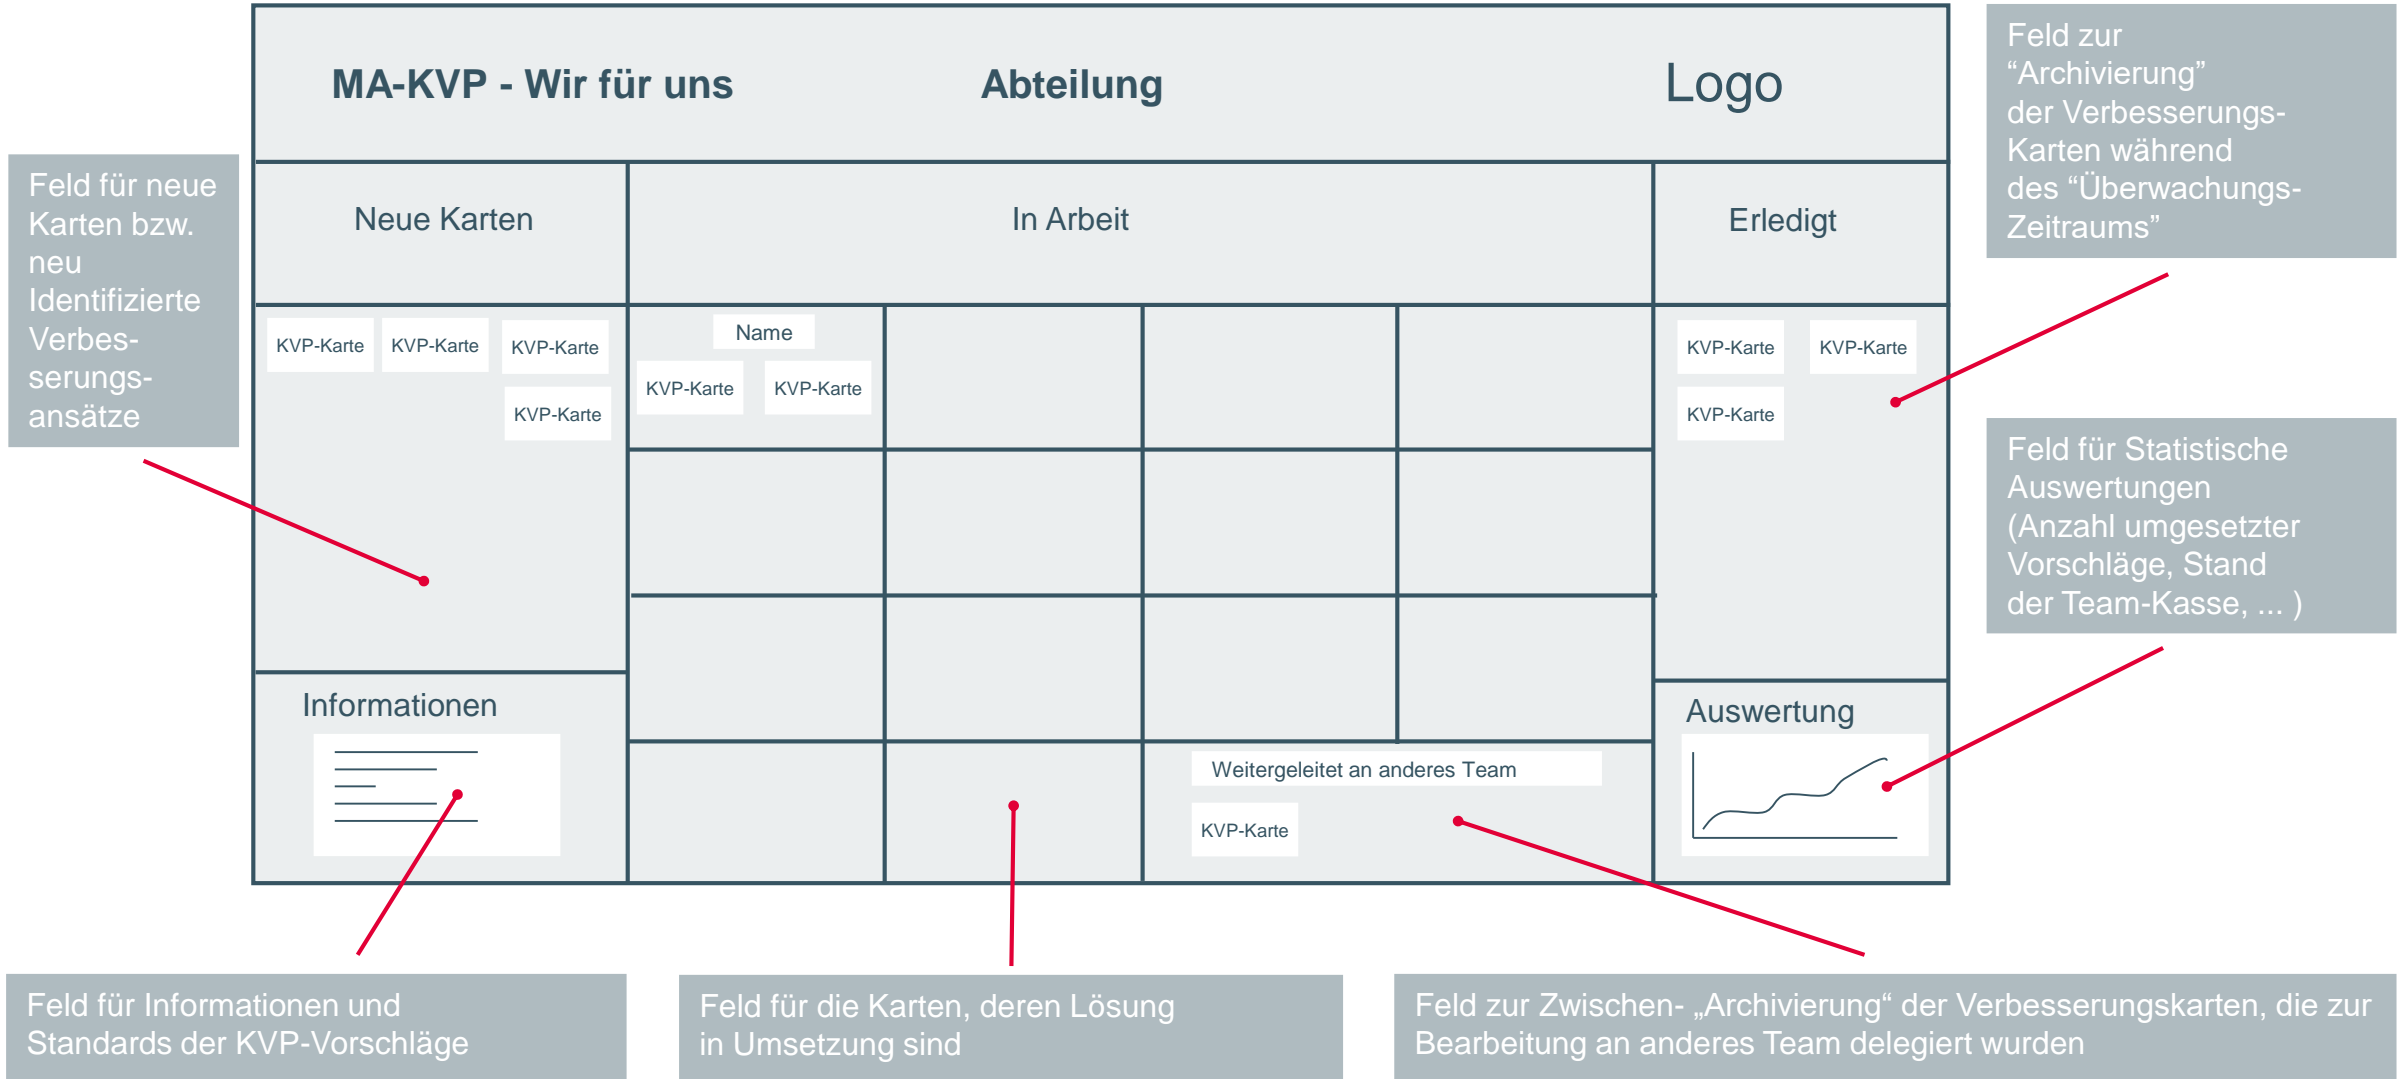 MA-KVP - Wir für uns
Abteilung
Logo
Feld zur
“Archivierung”
der Verbesserungs-
Karten während
des “Überwachungs-
Zeitraums”
Feld für neue
Karten bzw.
neu
Identifizierte
Verbes-
serungs-
ansätze
Neue Karten
In Arbeit
Erledigt
KVP-Karte
KVP-Karte
KVP-Karte
KVP-Karte
Name
KVP-Karte
KVP-Karte
KVP-Karte
KVP-Karte
KVP-Karte
Feld für Statistische
Auswertungen
(Anzahl umgesetzter
Vorschläge, Stand
der Team-Kasse, ... )
Informationen
Weitergeleitet an anderes Team
KVP-Karte
Auswertung
Feld für Informationen und
Standards der KVP-Vorschläge
Feld für die Karten, deren Lösung
in Umsetzung sind
Feld zur Zwischen- „Archivierung“ der Verbesserungskarten, die zur
Bearbeitung an anderes Team delegiert wurden